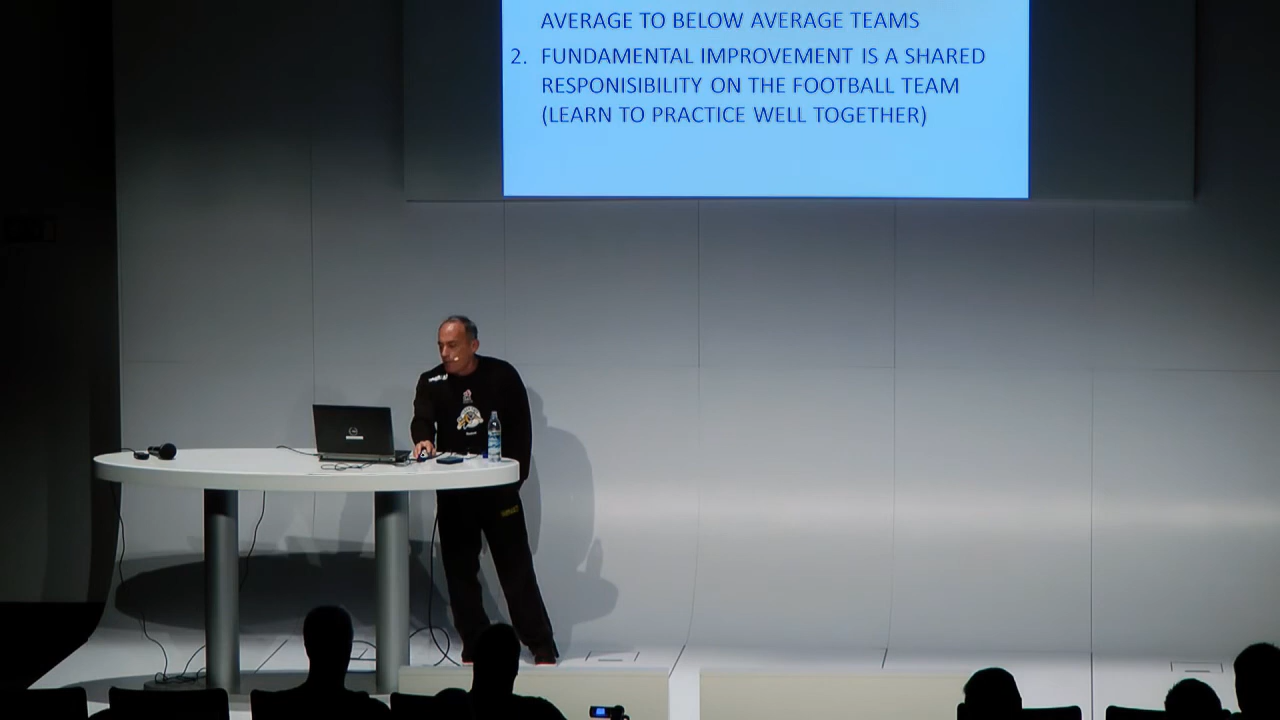 AVERAGE TO BELOW AVERAGE TEAMS
2. FUNDAMENTAL IMPROVEMENT IS A SHARED
RESPONISIBILITY ON THE FOOTBALL TEAM
(LEARN TO PRACTICE WELL TOGETHER)